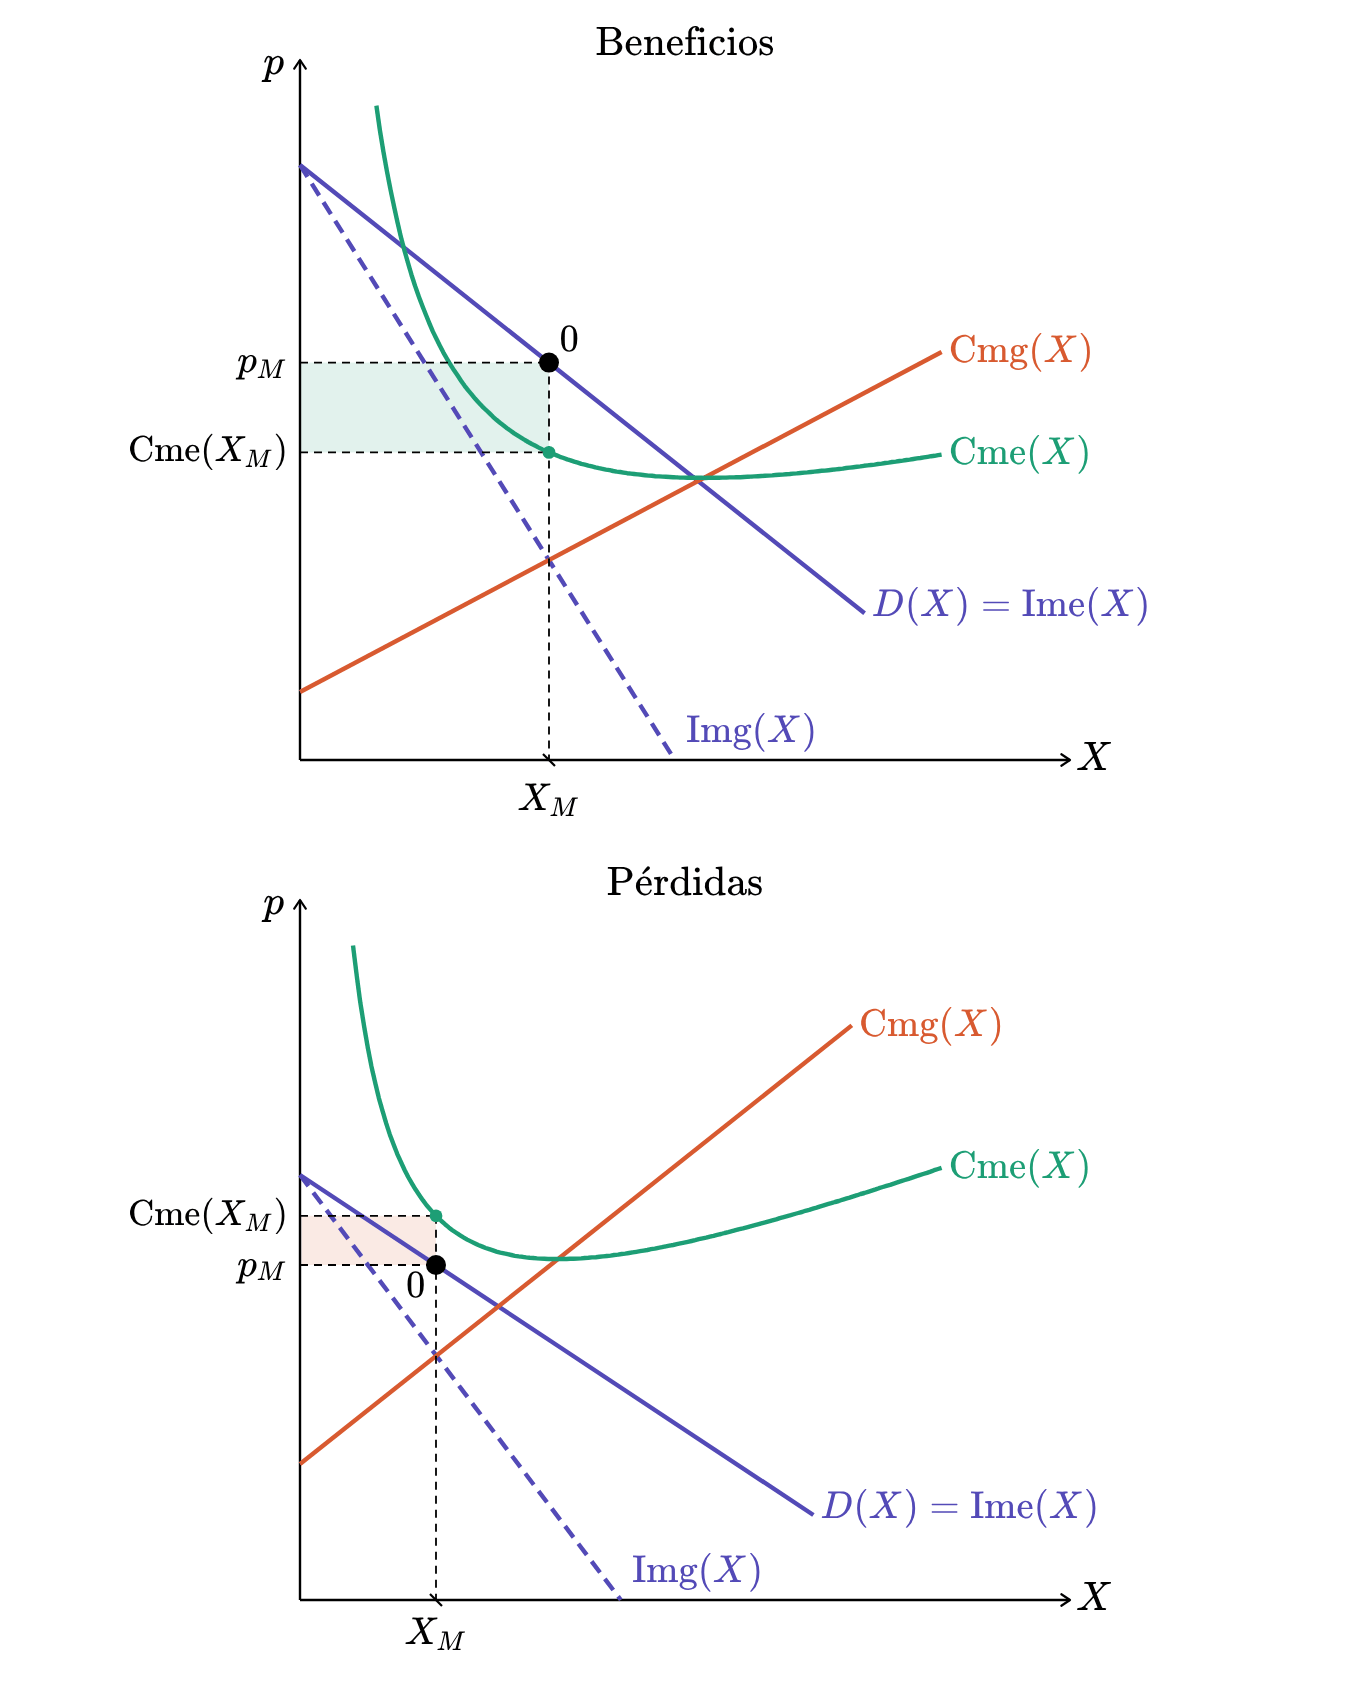 Beneficios
p
0
Cmg(X)
p_M
Cme(X_M)
Cme(X)
D(X) = Ime(X)
Img(X)
X
X_M
Pérdidas
p
Cmg(X)
Cme(X)
Cme(X_M)
p_M
0
D(X) = Ime(X)
Img(X)
X
X_M